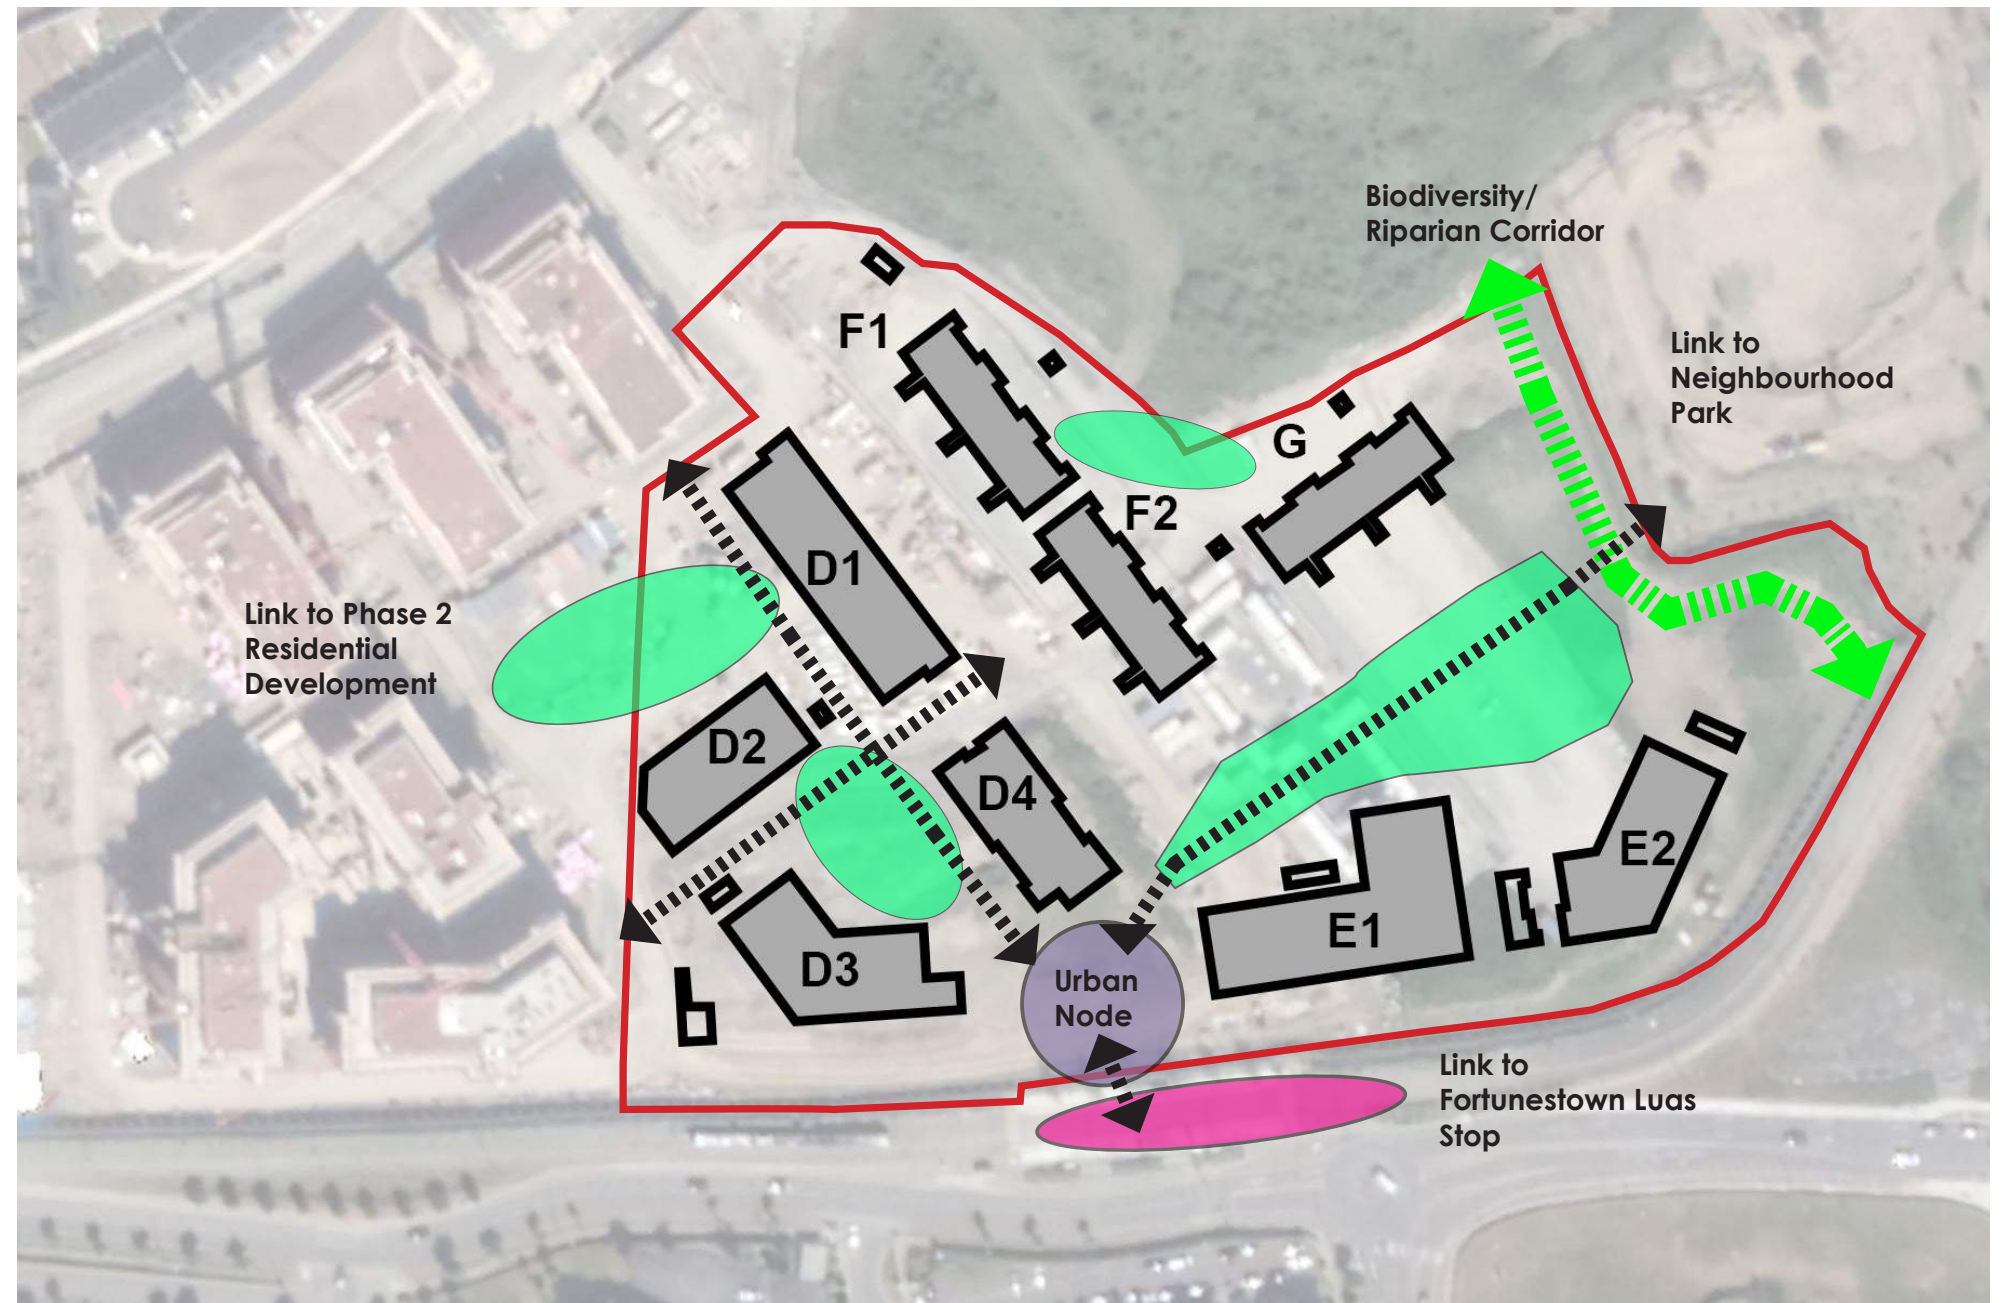 Biodiversity/
Riparian Corridor
F1
Link to
Neighbourhood
Park
G
F2
D1
Link to Phase 2
Residential
Development
D2
D4
E2
E1
D3
Urban
Node
Link to
Fortunestown Luas
Stop